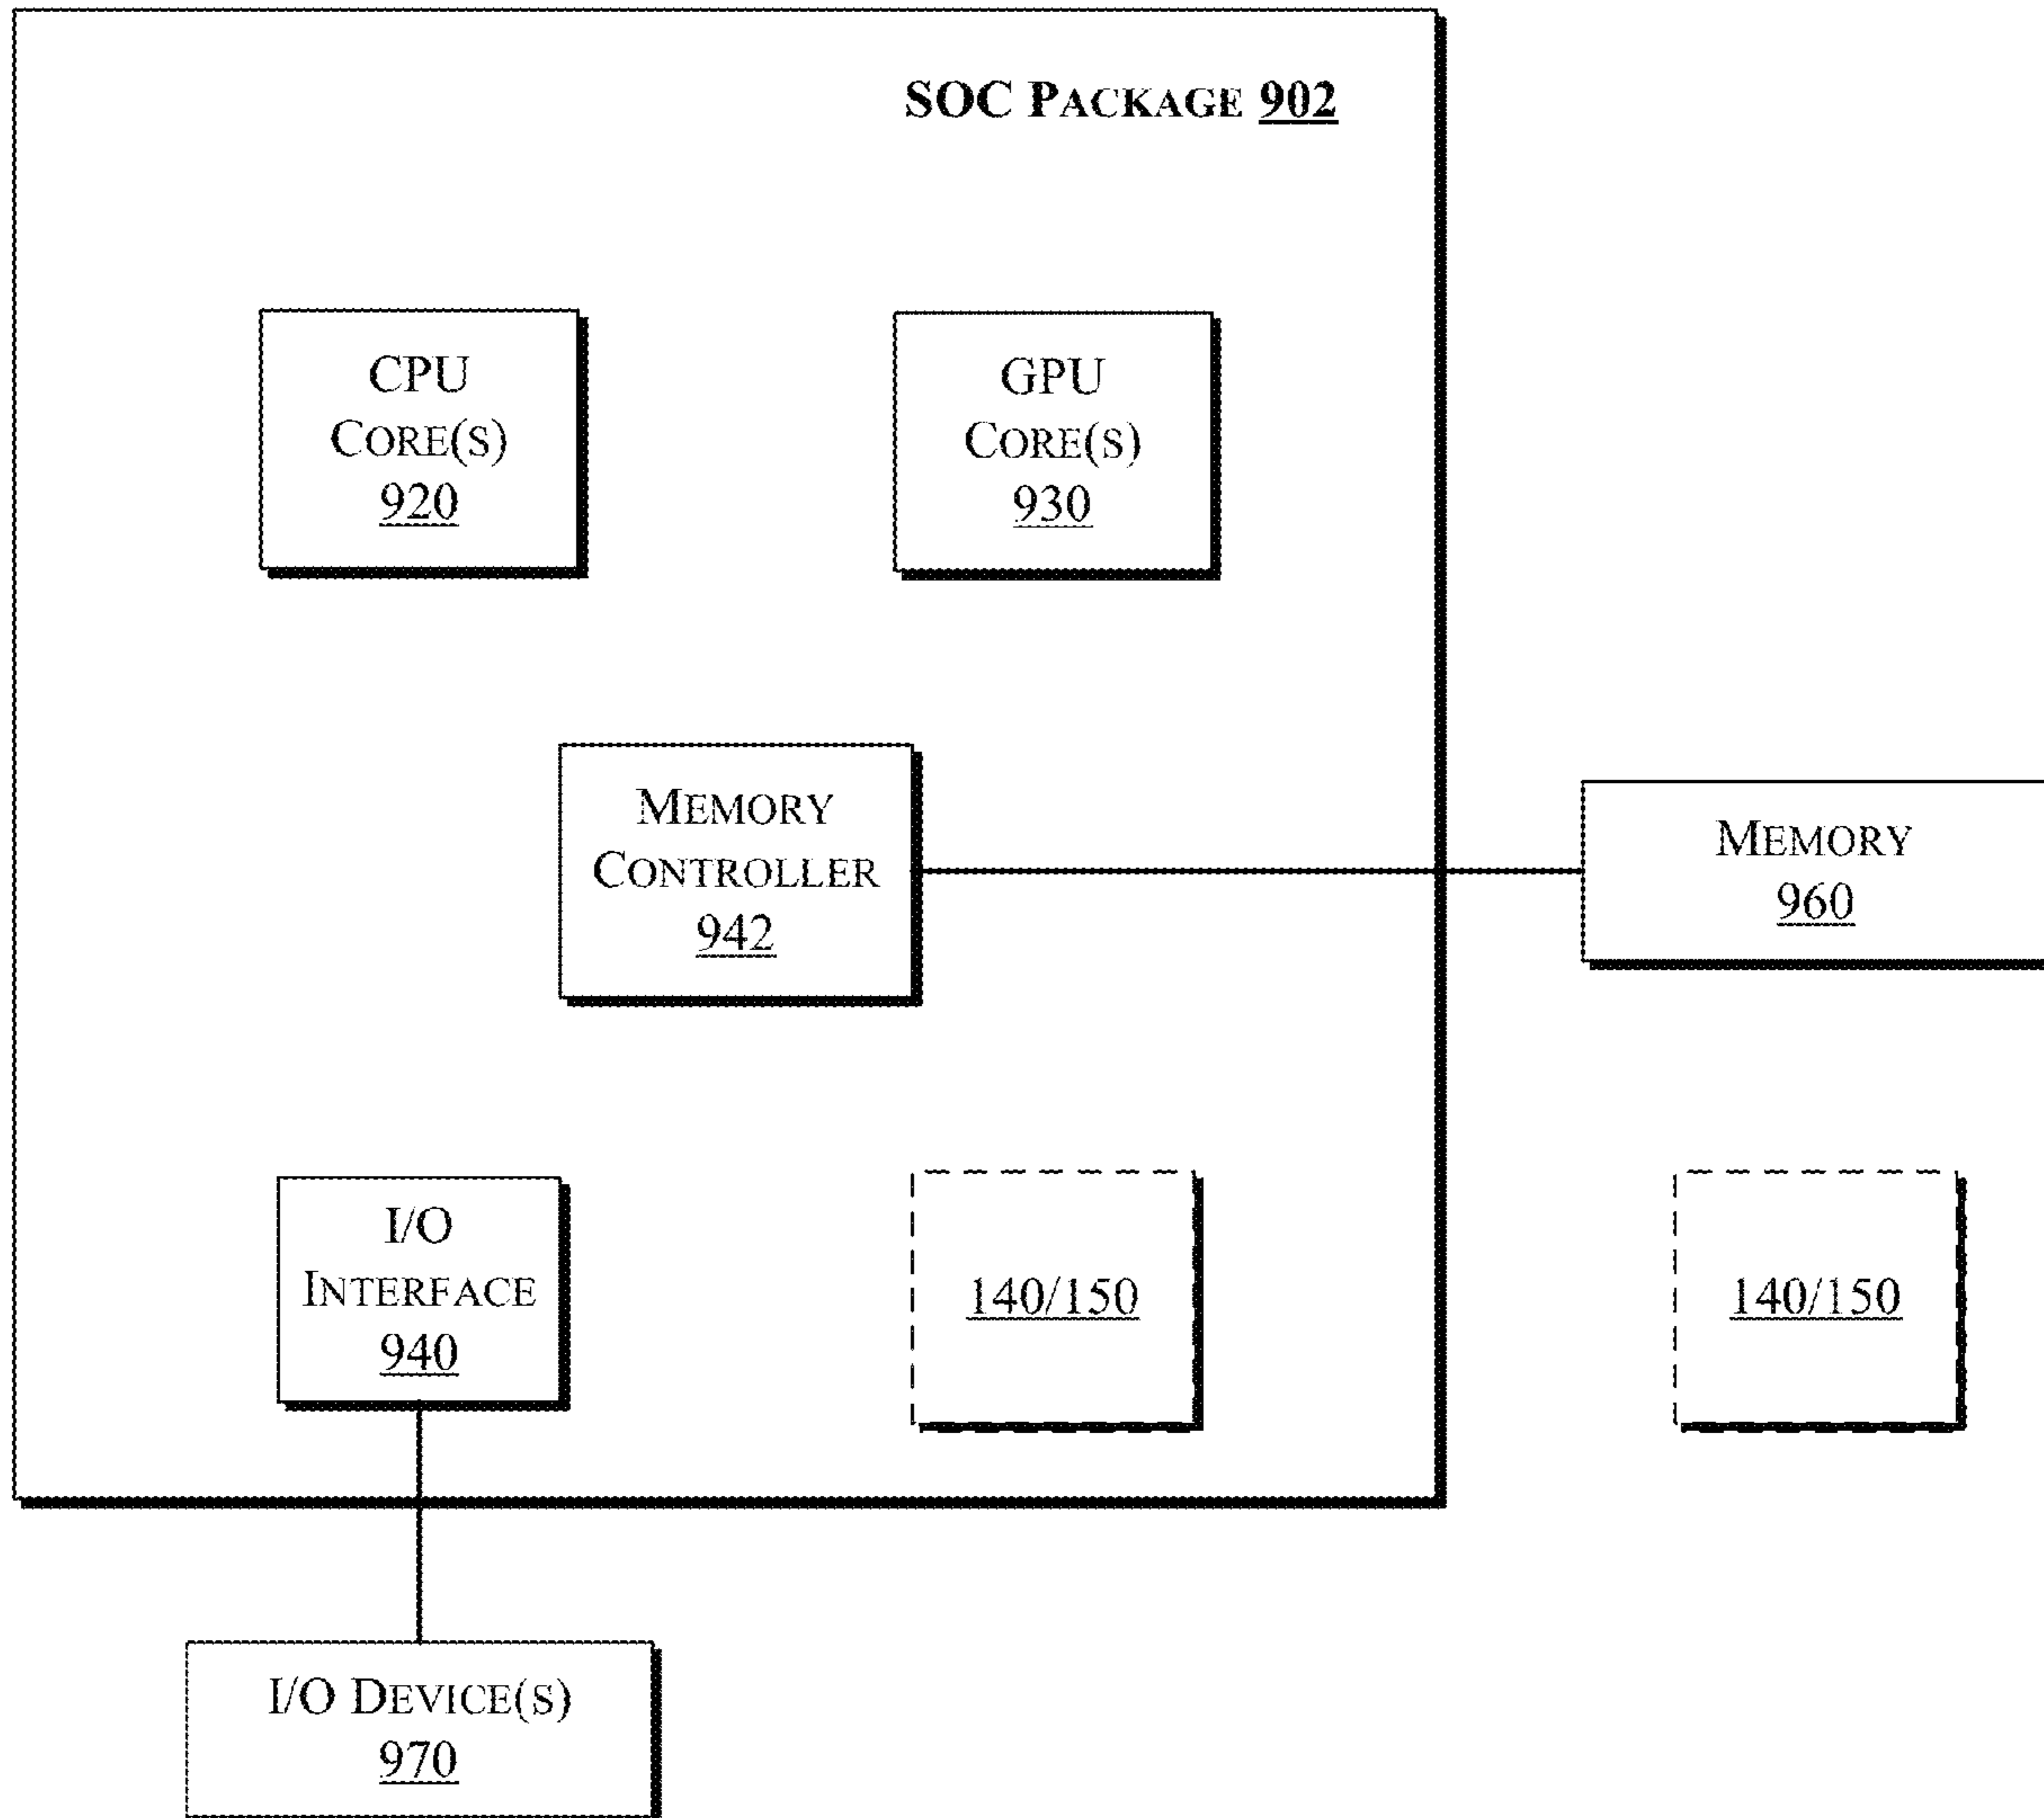 SOC PACKAGE 902
CPU
CORE(S)
920
GPU
CORE(S)
930
MEMORY
CONTROLLER
942
MEMORY
960
I/O
INTERFACE
940
140/150
140/150
I/O DEVICE(S)
970